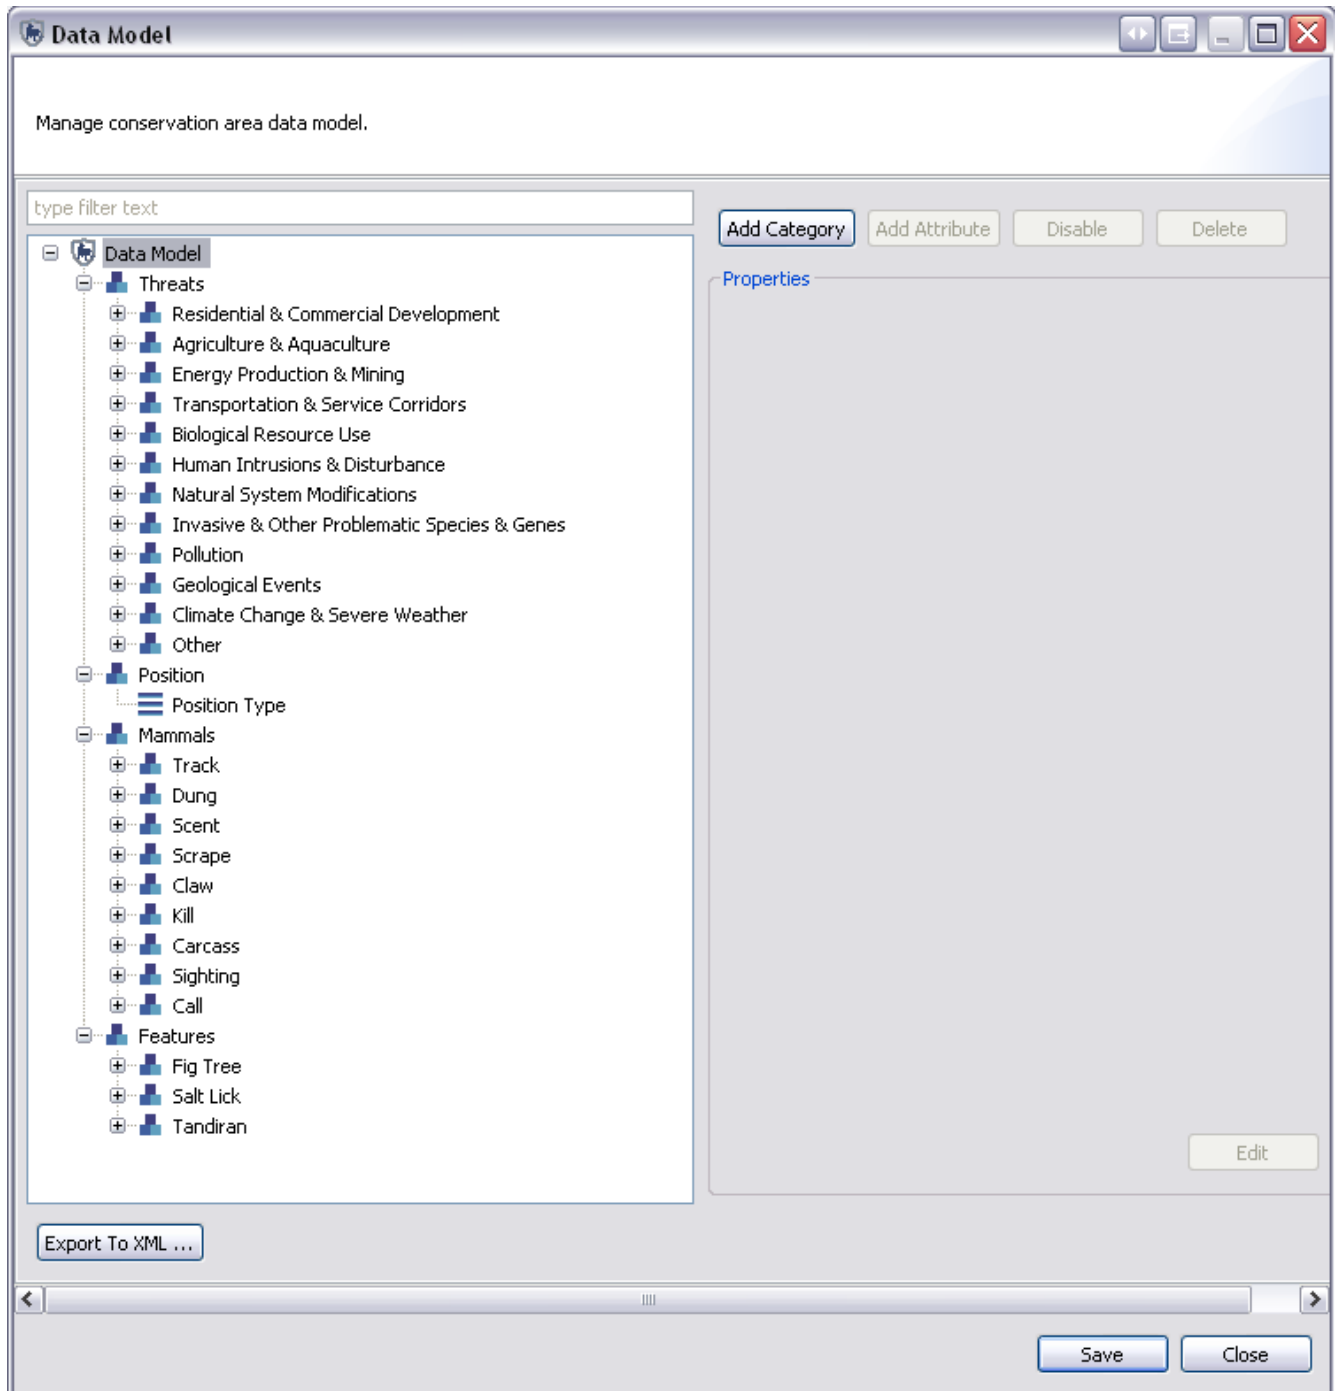 Data Model
Manage conservation area data model.
type filter text
Add Category Add Attribute Disable Delete
Data Model
Properties
Threats
Residential & Commercial Development
Agriculture & Aquaculture
Energy Production & Mining
Transportation & Service Corridors
Biological Resource Use
Human Intrusions & Disturbance
Natural System Modifications
Invasive & Other Problematic Species & Genes
Pollution
Geological Events
Climate Change & Severe Weather
Other
Position
Position Type
Mammals
Track
Dung
Scent
Scrape
Claw
Kill
Carcass
Sighting
Call
Features
Fig Tree
Salt Lick
Tandiran
Edit
Export To XML ...
Save Close